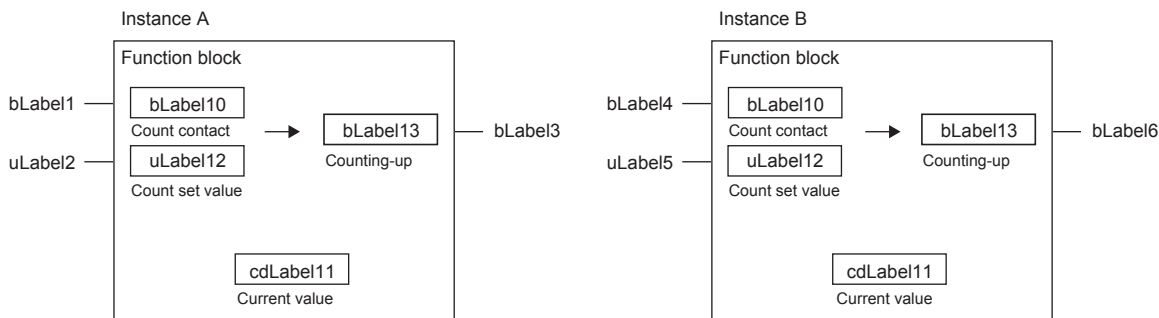 Instance A
Function block
bLabel1
bLabel10
Count contact
bLabel13
bLabel3
uLabel2
uLabel12
Counting-up
Count set value
cdLabel11
Current value
Instance B
Function block
bLabel4
bLabel10
Count contact
bLabel13
bLabel6
uLabel5
uLabel12
Counting-up
Count set value
cdLabel11
Current value